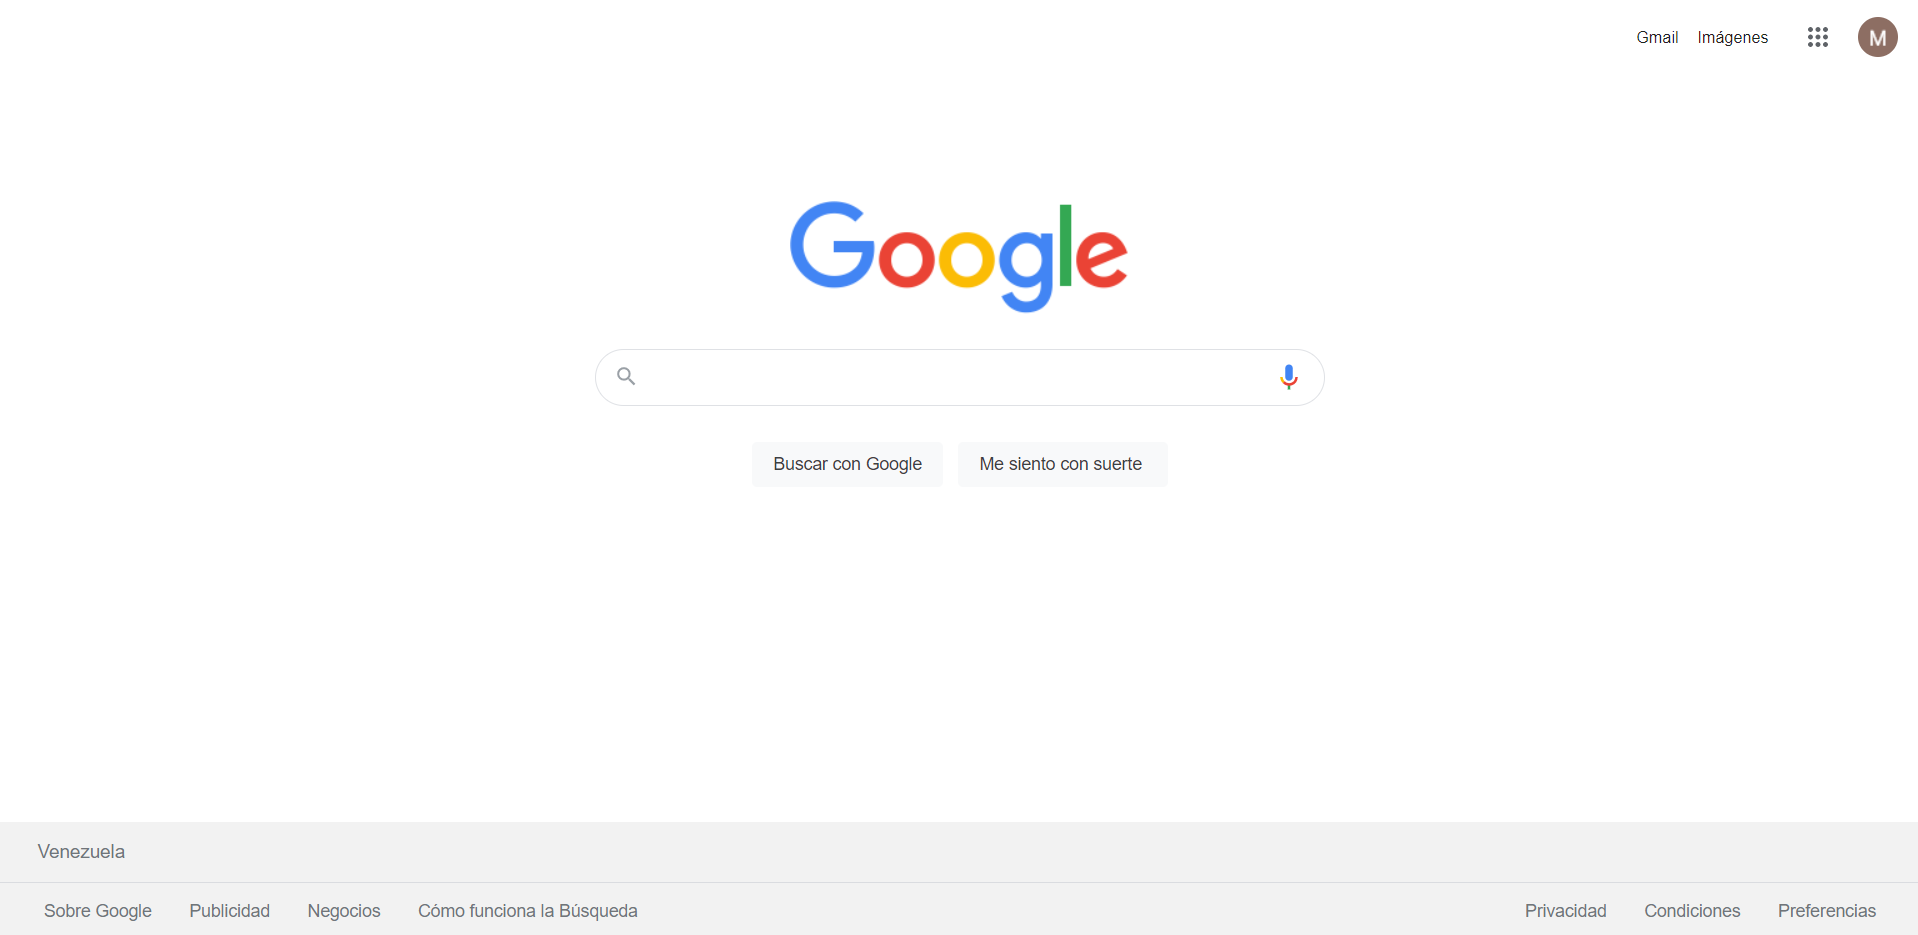 Gmail Imágenes M
Google
Buscar con Google Me siento con suerte
Venezuela
Sobre Google Publicidad Negocios Cómo funciona la Búsqueda Privacidad Condiciones Preferencias